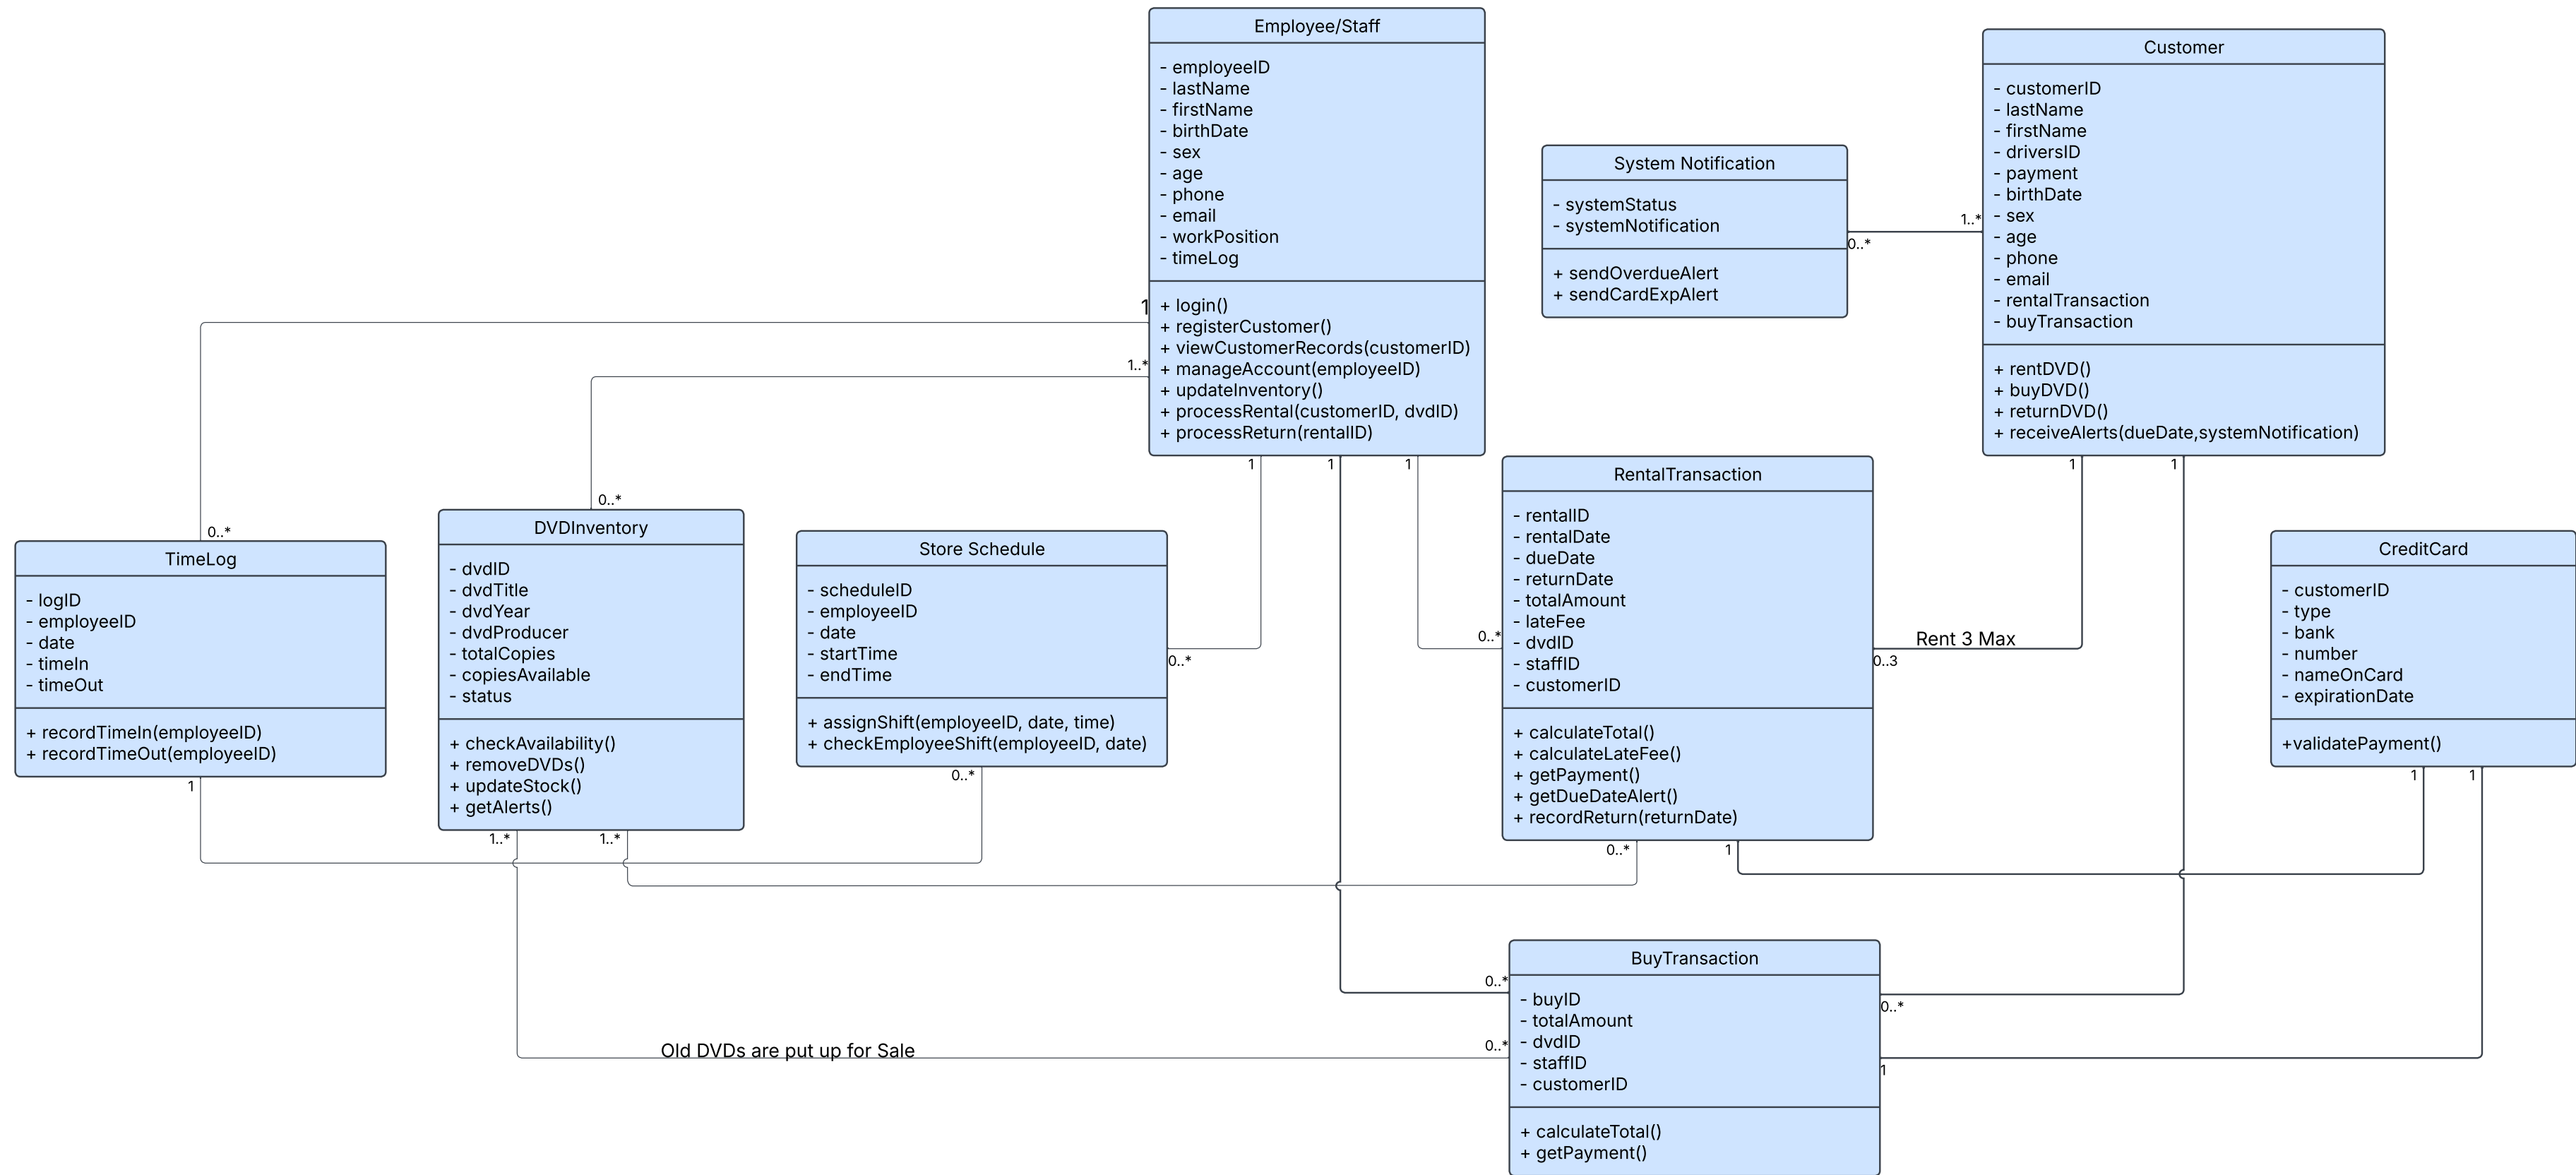 Employee/Staff
- employeeID
- lastName
- firstName
- birthDate
- sex
- age
- phone
- email
- workPosition
- timeLog
+ login()
+ registerCustomer()
+ viewCustomerRecords(customerID)
+ manageAccount(employeeID)
+ updateInventory()
+ processRental(customerID, dvdID)
+ processReturn(rentalID)
1
1..*
1
1
1
System Notification
- systemStatus
- systemNotification
+ sendOverdueAlert
+ sendCardExpAlert
0..*
Customer
- customerID
- lastName
- firstName
- driversID
- payment
- birthDate
- sex
- age
- phone
- email
- rentalTransaction
- buyTransaction
+ rentDVD()
+ buyDVD()
+ returnDVD()
+ receiveAlerts(dueDate,systemNotification)
1..*
1
1
0..*
TimeLog
- logID
- employeeID
- date
- timeIn
- timeOut
+ recordTimeIn(employeeID)
+ recordTimeOut(employeeID)
1
0..*
DVDInventory
- dvdID
- dvdTitle
- dvdYear
- dvdProducer
- totalCopies
- copiesAvailable
- status
+ checkAvailability()
+ removeDVDs()
+ updateStock()
+ getAlerts()
1..*
1..*
Store Schedule
- scheduleID
- employeeID
- date
- startTime
- endTime
+ assignShift(employeeID, date, time)
+ checkEmployeeShift(employeeID, date)
0..*
0..*
RentalTransaction
- rentalID
- rentalDate
- dueDate
- returnDate
- totalAmount
- lateFee
- dvdID
- staffID
- customerID
+ calculateTotal()
+ calculateLateFee()
+ getPayment()
+ getDueDateAlert()
+ recordReturn(returnDate)
0..*
0..3
Rent 3 Max
0..*
1
CreditCard
- customerID
- type
- bank
- number
- nameOnCard
- expirationDate
+validatePayment()
1
1
BuyTransaction
- buyID
- totalAmount
- dvdID
- staffID
- customerID
+ calculateTotal()
+ getPayment()
0..*
0..*
0..*
1
Old DVDs are put up for Sale